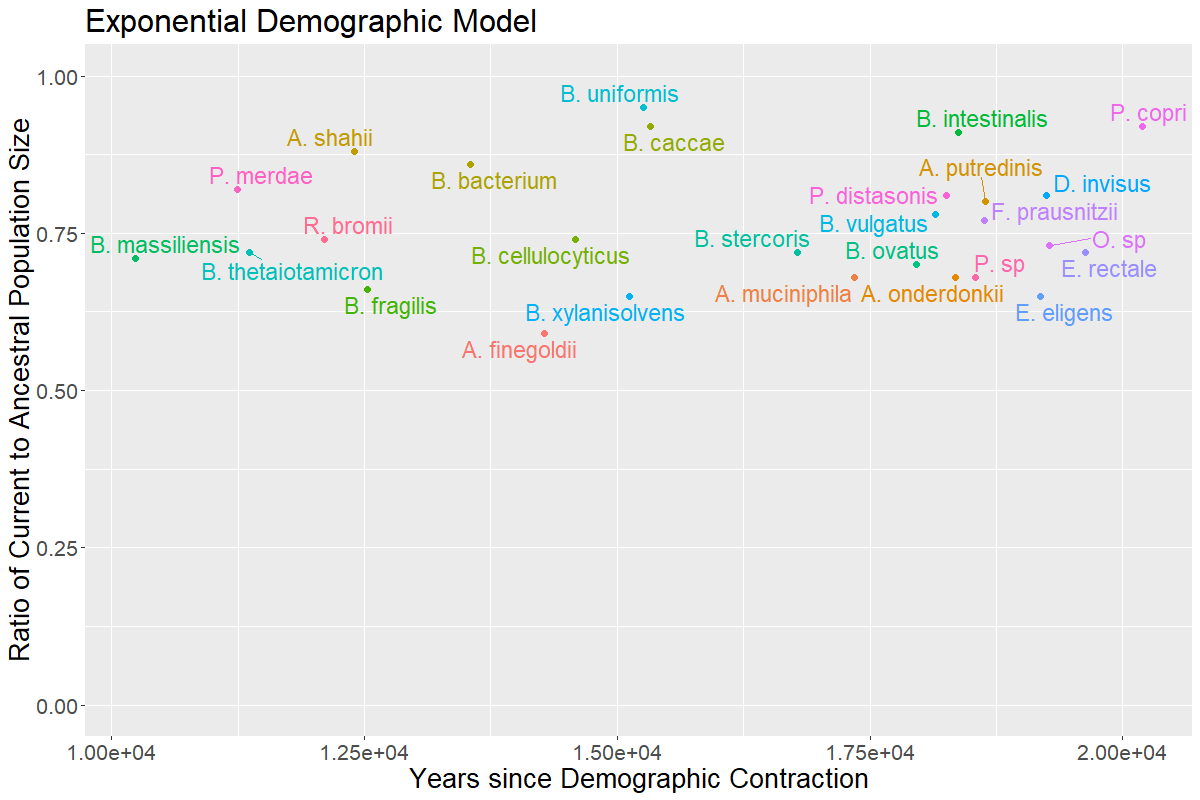 Exponential Demographic Model
Ratio of Current to Ancestral Population Size
1.00
0.75
0.50
0.25
0.00
B. uniformis
P. copri
B. intestinalis
A. shahii
B. caccae
A. putredinis
P. merdae
B. bacterium
D. invisus
P. distasonis
F. prausnitzii
R. bromii
B. vulgatus
B. massiliensis
B. stercoris
O. sp
B. cellulocyticus
B. ovatus
B. thetaiotamicron
P. sp
E. rectale
A. muciniphila
A. onderdonkii
B. fragilis
B. xylanisolvens
E. eligens
A. finegoldii
1.00e+04
1.25e+04
1.50e+04
1.75e+04
2.00e+04
Years since Demographic Contraction